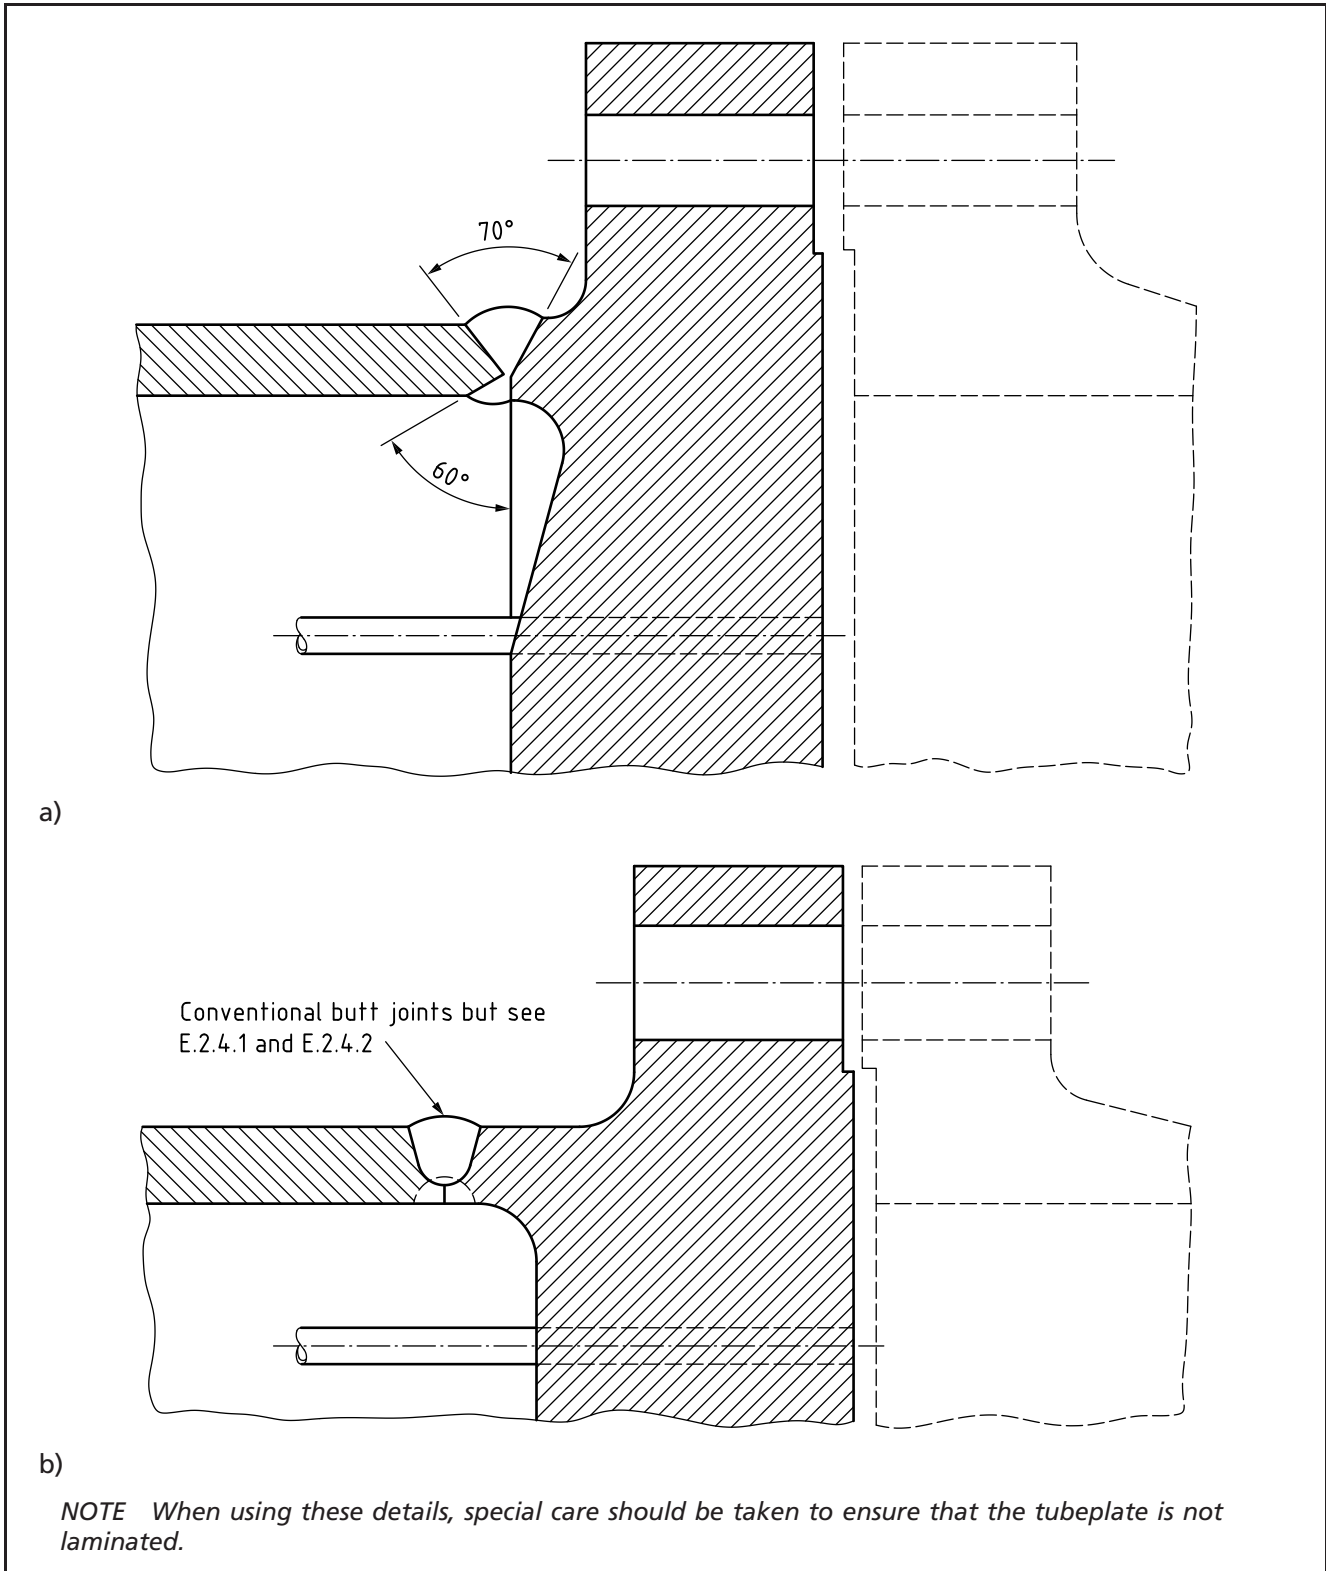 70°
60°
a)
Conventional butt joints but see
E.2.4.1 and E.2.4.2
b)
NOTE When using these details, special care should be taken to ensure that the tubeplate is not
laminated.